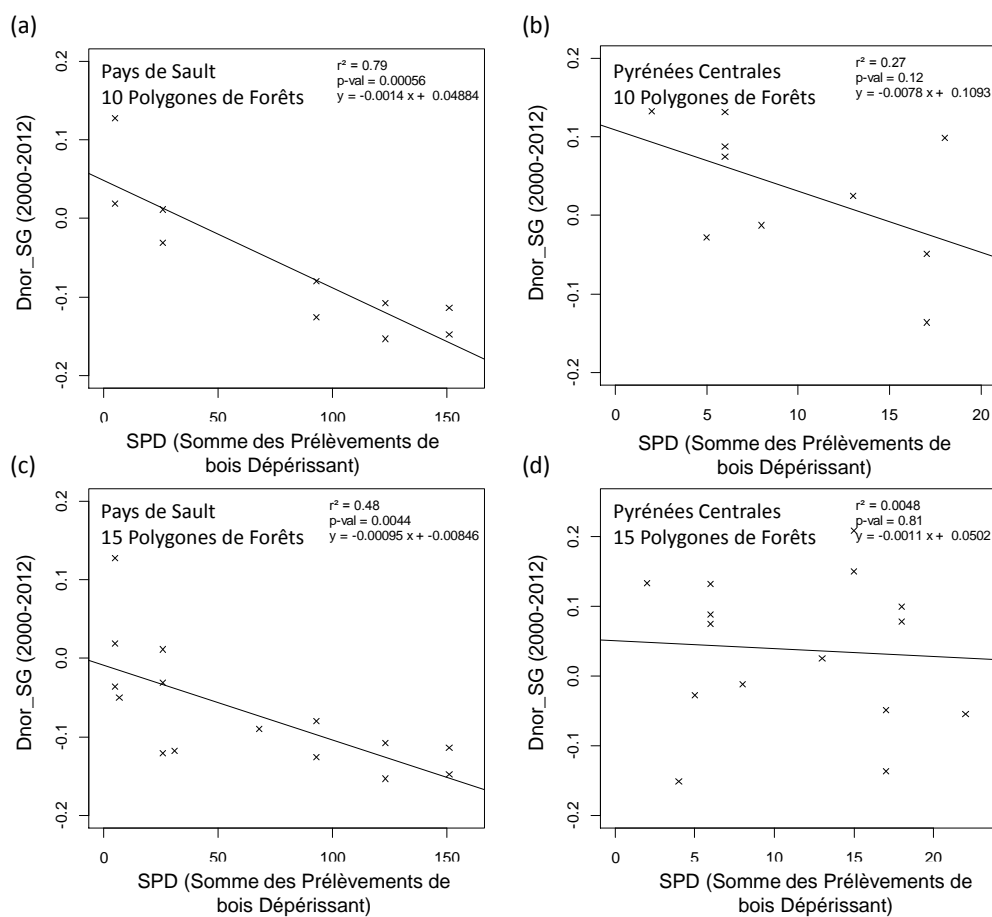 (a)
Pays de Sault
10 Polygones de Forêts
r² = 0.79
p-val = 0.00056
y = -0.0014 x + 0.04884
Dnor_SG (2000-2012)
0.2
0.1
0.0
-0.1
-0.2
0 50 100 150
SPD (Somme des Prélèvements de
bois Dépérissant)
(b)
Pyrénées Centrales
10 Polygones de Forêts
r² = 0.27
p-val = 0.12
y = -0.0078 x + 0.1093
Dnor_SG (2000-2012)
0.2
0.1
0.0
-0.1
-0.2
0 5 10 15 20
SPD (Somme des Prélèvements de
bois Dépérissant)
(c)
Pays de Sault
15 Polygones de Forêts
r² = 0.48
p-val = 0.0044
y = -0.00095 x + -0.00846
Dnor_SG (2000-2012)
0.2
0.1
0.0
-0.1
-0.2
0 50 100 150
SPD (Somme des Prélèvements de
bois Dépérissant)
(d)
Pyrénées Centrales
15 Polygones de Forêts
r² = 0.0048
p-val = 0.81
y = -0.0011 x + 0.0502
Dnor_SG (2000-2012)
0.2
0.1
0.0
-0.1
-0.2
0 5 10 15 20
SPD (Somme des Prélèvements de
bois Dépérissant)